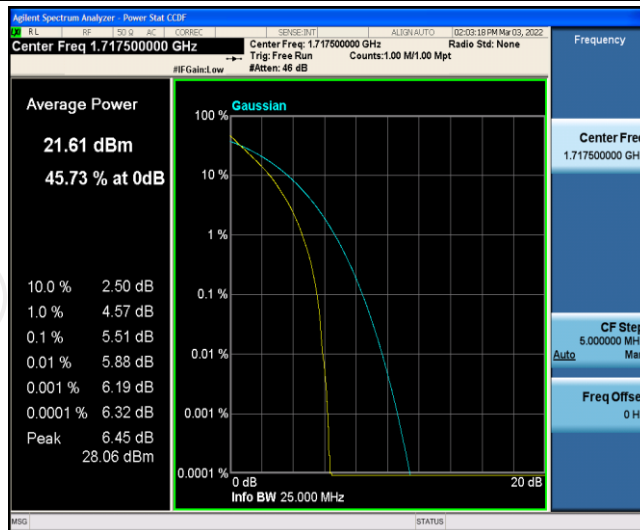 Agilent Spectrum Analyzer - Power Stat CCDF
RL RF 50 Ω AC CORREC SENSE:INT ALIGN AUTO 02:03:18 PM Mar 03, 2022
Center Freq 1.717500000 GHz
Center Freq: 1.717500000 GHz Radio Std: None
Trig: Free Run Counts:1.00 M/1.00 Mpt
#IFGain:Low #Atten: 46 dB
Frequency
Average Power
21.61 dBm
45.73 % at 0dB
10.0 % 2.50 dB
1.0 % 4.57 dB
0.1 % 5.51 dB
0.01 % 5.88 dB
0.001 % 6.19 dB
0.0001 % 6.32 dB
Peak 6.45 dB
28.06 dBm
Gaussian
100 %
10 %
1 %
0.1 %
0.01 %
0.001 %
0.0001 %
0 dB 20 dB
Info BW 25.000 MHz
Center Freq
1.717500000 GH
CF Step
5.000000 MH
Auto Man
Freq Offse
0 H
MSG STATUS